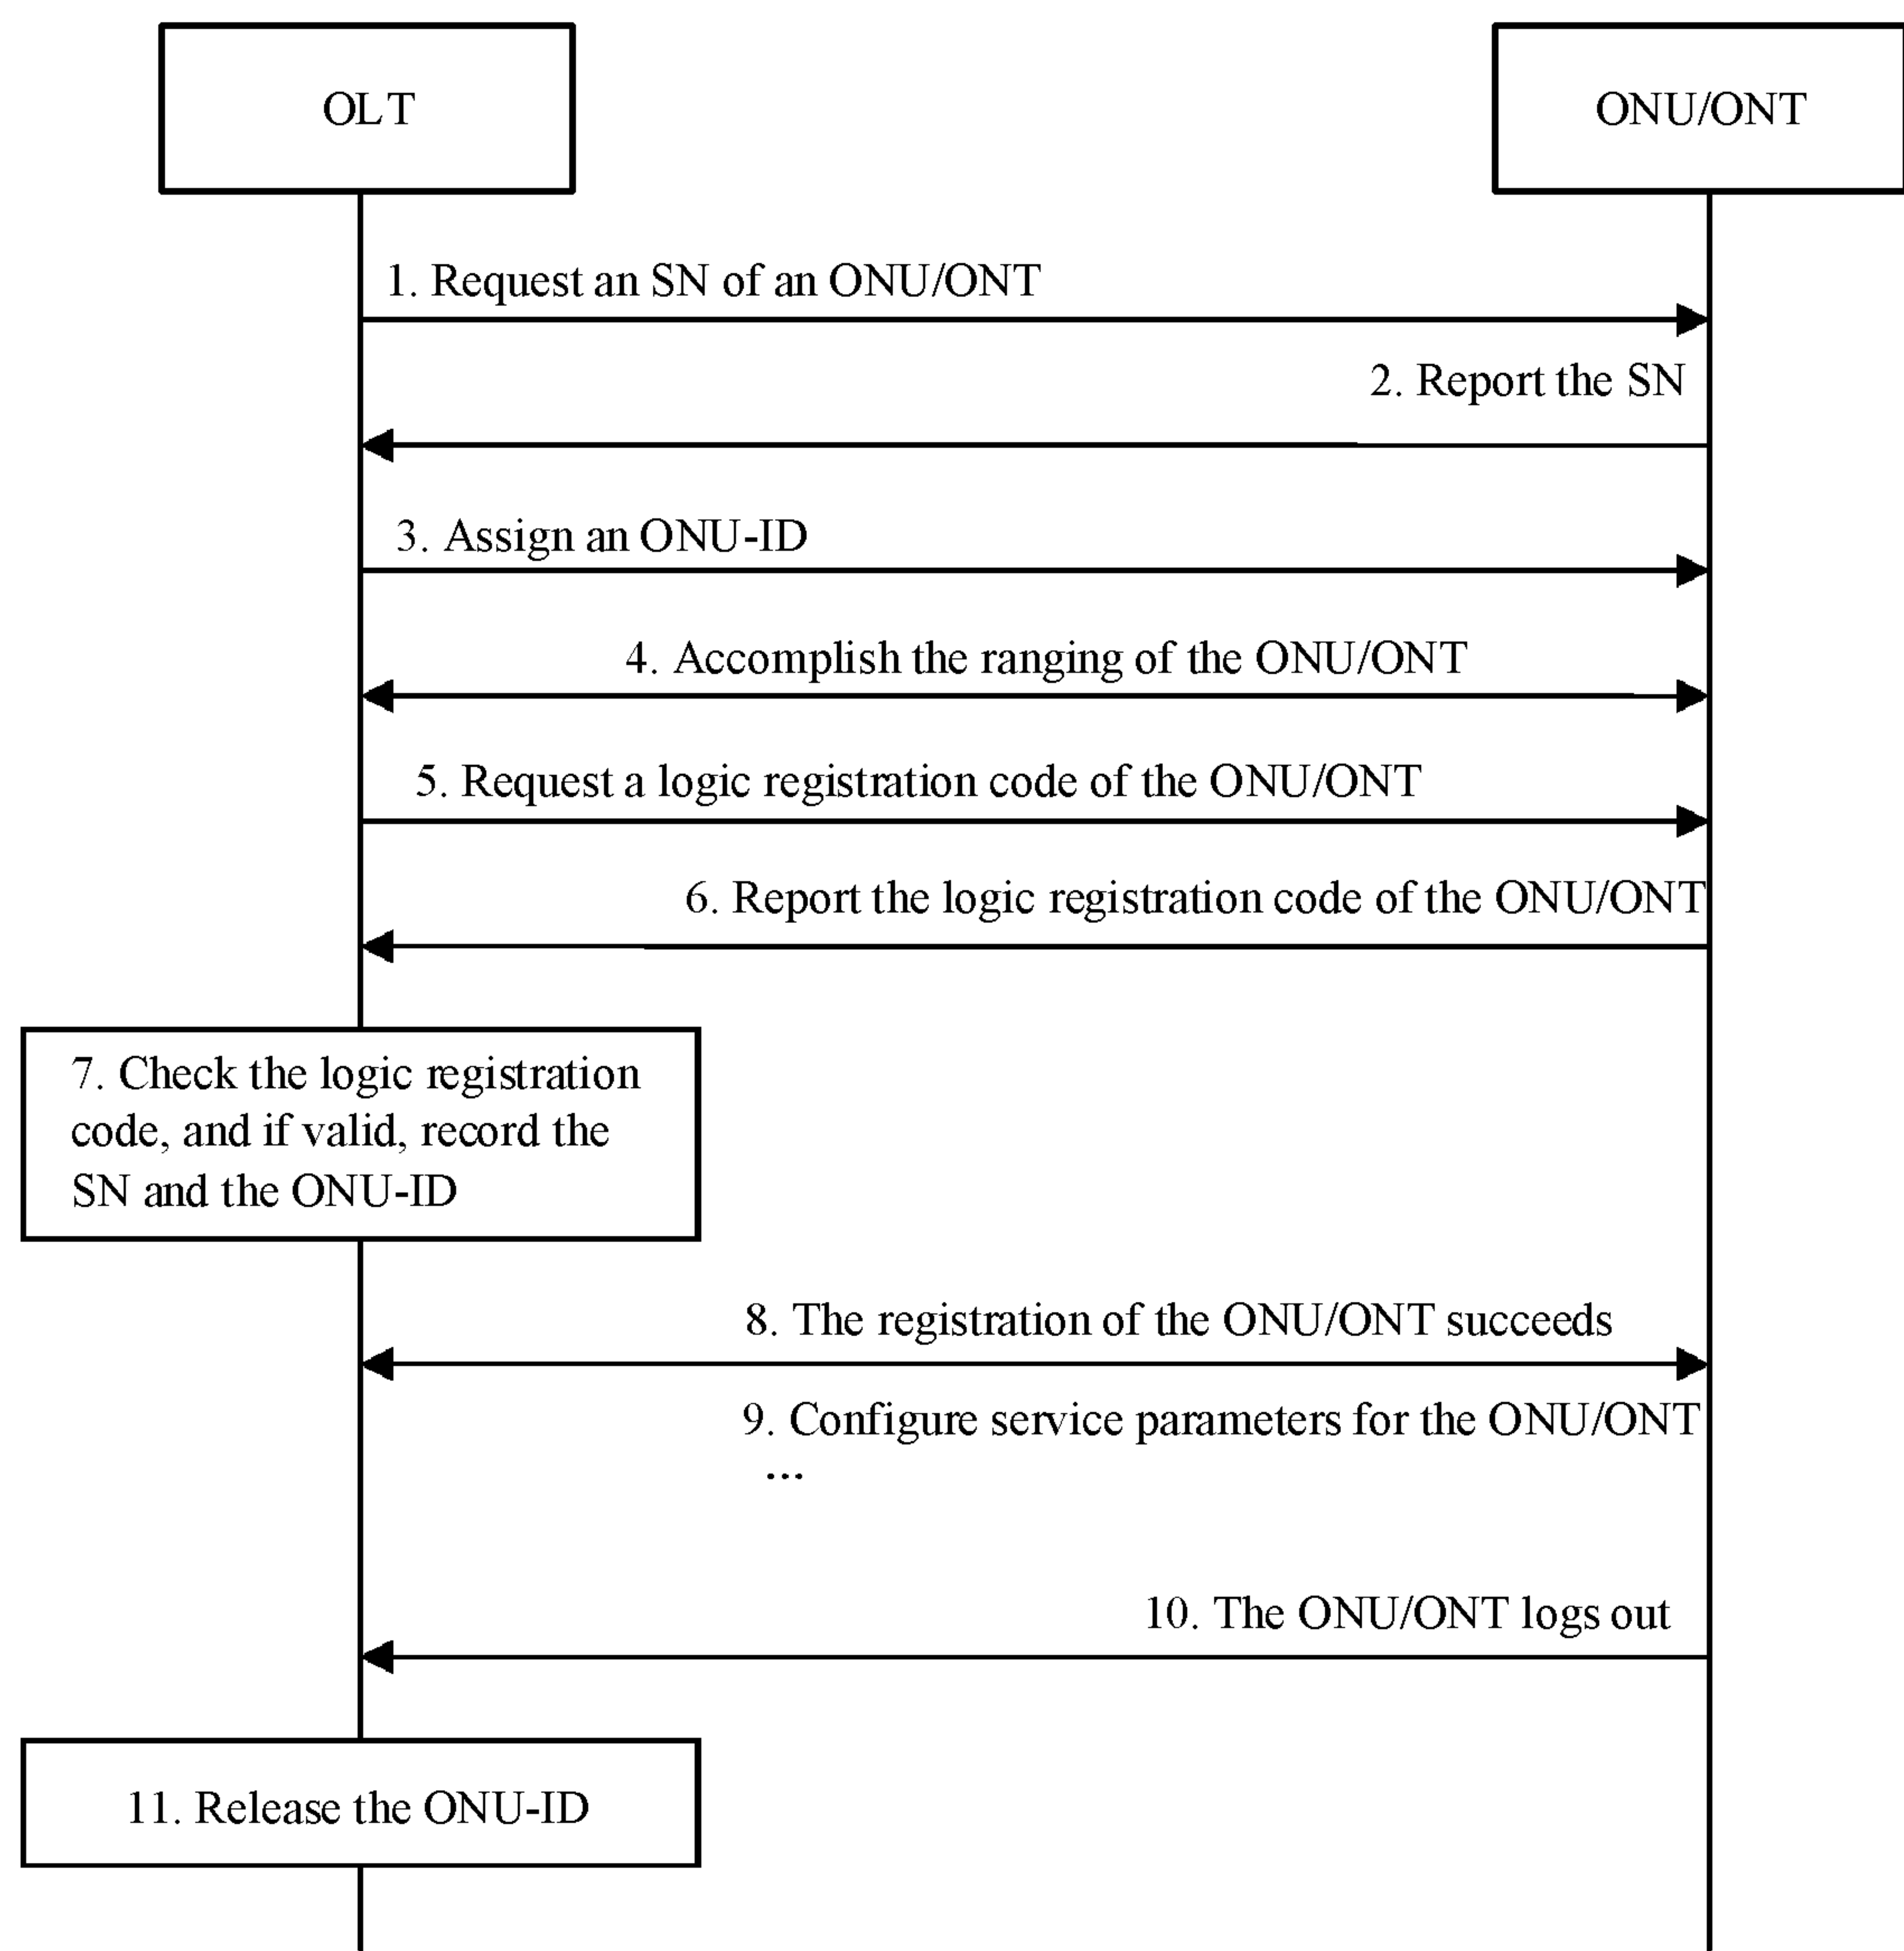 OLT
ONU/ONT
1. Request an SN of an ONU/ONT
2. Report the SN
3. Assign an ONU-ID
4. Accomplish the ranging of the ONU/ONT
5. Request a logic registration code of the ONU/ONT
6. Report the logic registration code of the ONU/ONT
7. Check the logic registration
code, and if valid, record the
SN and the ONU-ID
8. The registration of the ONU/ONT succeeds
9. Configure service parameters for the ONU/ONT
...
10. The ONU/ONT logs out
11. Release the ONU-ID